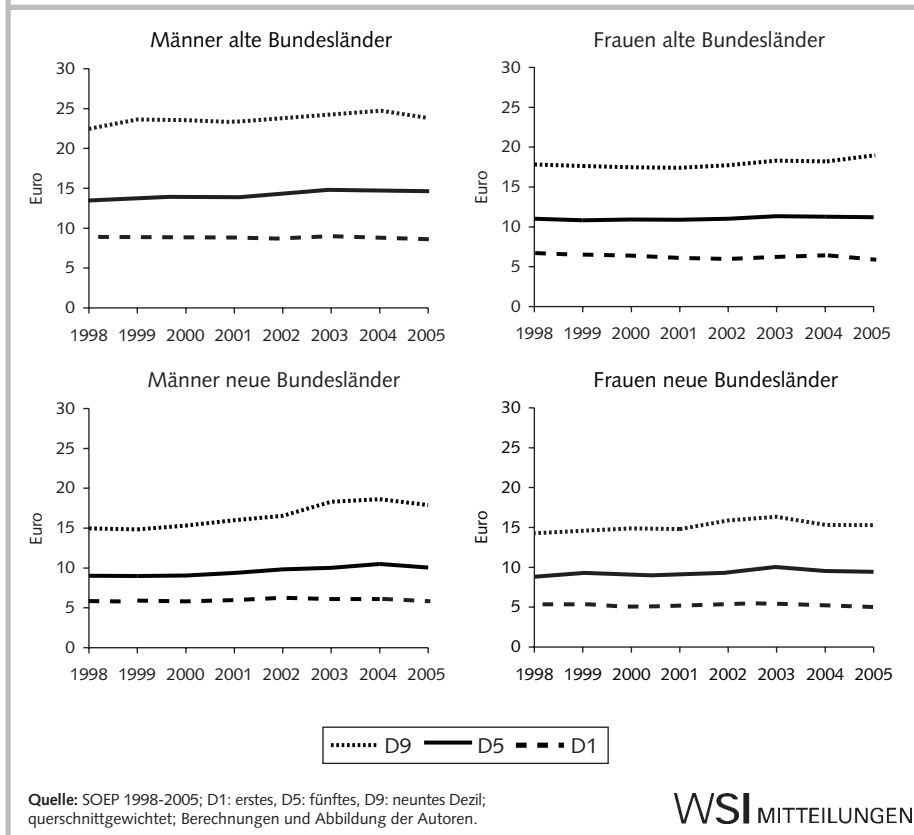 Männer alte Bundesländer
Euro
30
25
20
15
10
5
0
1998 1999 2000 2001 2002 2003 2004 2005
Frauen alte Bundesländer
Euro
30
25
20
15
10
5
0
1998 1999 2000 2001 2002 2003 2004 2005
Männer neue Bundesländer
Euro
30
25
20
15
10
5
0
1998 1999 2000 2001 2002 2003 2004 2005
Frauen neue Bundesländer
Euro
30
25
20
15
10
5
0
1998 1999 2000 2001 2002 2003 2004 2005
D9 D5 D1
Quelle: SOEP 1998-2005; D1: erstes, D5: fünftes, D9: neuntes Dezil;
querschnittgewichtet; Berechnungen und Abbildung der Autoren.
WSI MITTEILUNGEN